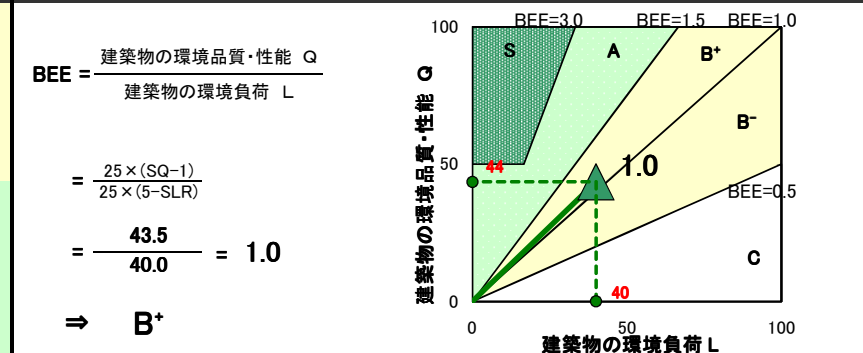 BEE = 建築物の環境品質・性能 Q
建築物の環境負荷 L
= 25×(SQ-1)
25×(5-SLR)
= 43.5
40.0
= 1.0
⇒ B+
BEE=3.0 BEE=1.5 BEE=1.0
100
S A B+
B-
50
44
1.0
BEE=0.5
C
40
0
0 50 100
建築物の環境品質・性能 Q
建築物の環境負荷 L